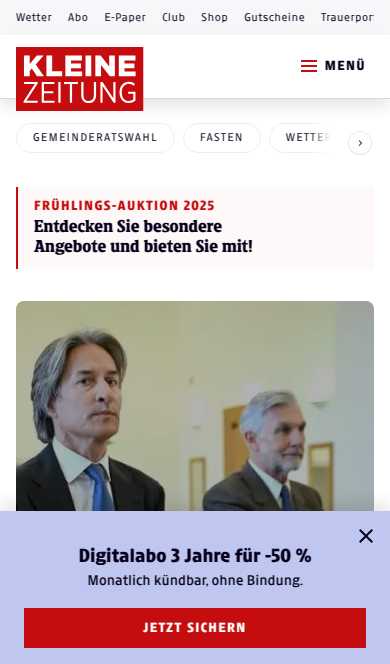 Wetter Abo E-Paper Club Shop Gutscheine Trauerpor
KLEINE
ZEITUNG
MENÜ
GEMEINDERATSWAHL FASTEN WETTER
FRÜHLINGS-AUKTION 2025
Entdecken Sie besondere
Angebote und bieten Sie mit!
Digitalabo 3 Jahre für -50 %
Monatlich kündbar, ohne Bindung.
JETZT SICHERN